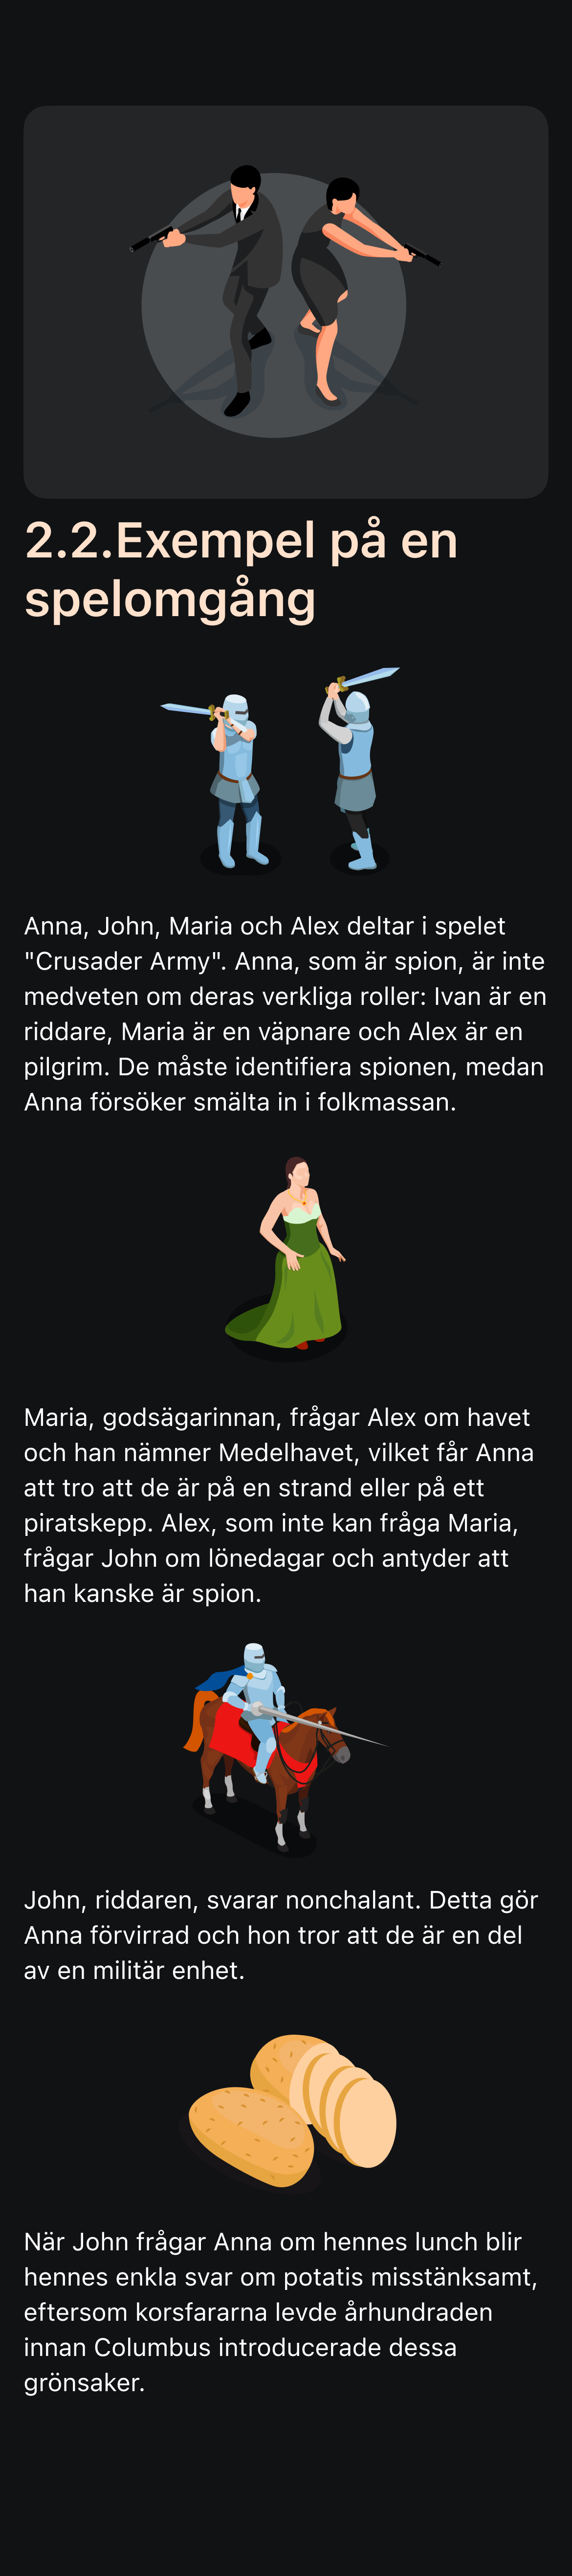 2.2.Exempel på en
spelomgång
Anna, John, Maria och Alex deltar i spelet
"Crusader Army". Anna, som är spion, är inte
medveten om deras verkliga roller: Ivan är en
riddare, Maria är en väpnare och Alex är en
pilgrim. De måste identifiera spionen, medan
Anna försöker smälta in i folkmassan.
Maria, godsägarinnan, frågar Alex om havet
och han nämner Medelhavet, vilket får Anna
att tro att de är på en strand eller på ett
piratskepp. Alex, som inte kan fråga Maria,
frågar John om lönedagar och antyder att
han kanske är spion.
John, riddaren, svarar nonchalant. Detta gör
Anna förvirrad och hon tror att de är en del
av en militär enhet.
När John frågar Anna om hennes lunch blir
hennes enkla svar om potatis misstänksamt,
eftersom korsfararna levde århundraden
innan Columbus introducerade dessa
grönsaker.